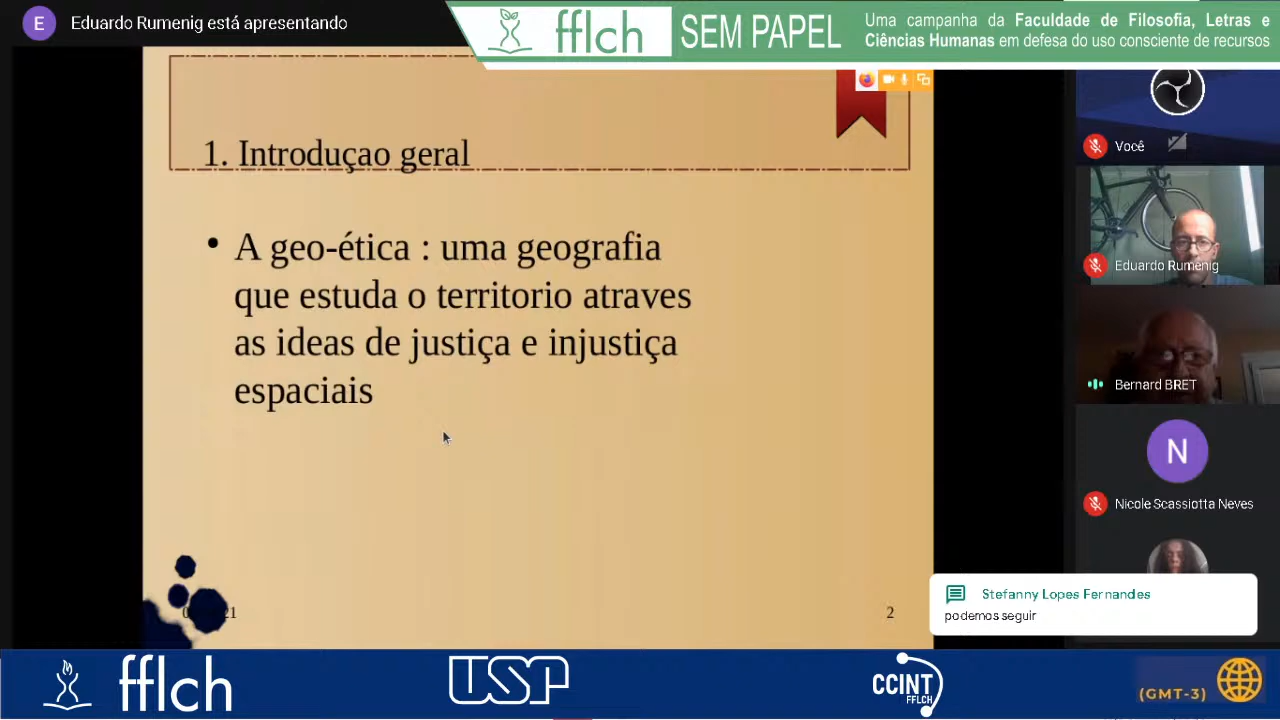 E
Eduardo Rumenig está apresentando
fflch
SEM PAPEL
Uma campanha da Faculdade de Filosofia, Letras e
Ciências Humanas em defesa do uso consciente de recursos
1. Introduçao geral
• A geo-ética : uma geografia
que estuda o territorio atraves
as ideas de justiça e injustiça
espaciais
21
2
Você
Eduardo Rumenig
Bernard BRET
N
Nicole Scassiotta Neves
Stefanny Lopes Fernandes
podemos seguir
fflch
USP
CCINT
FFLCH
(GMT-3)